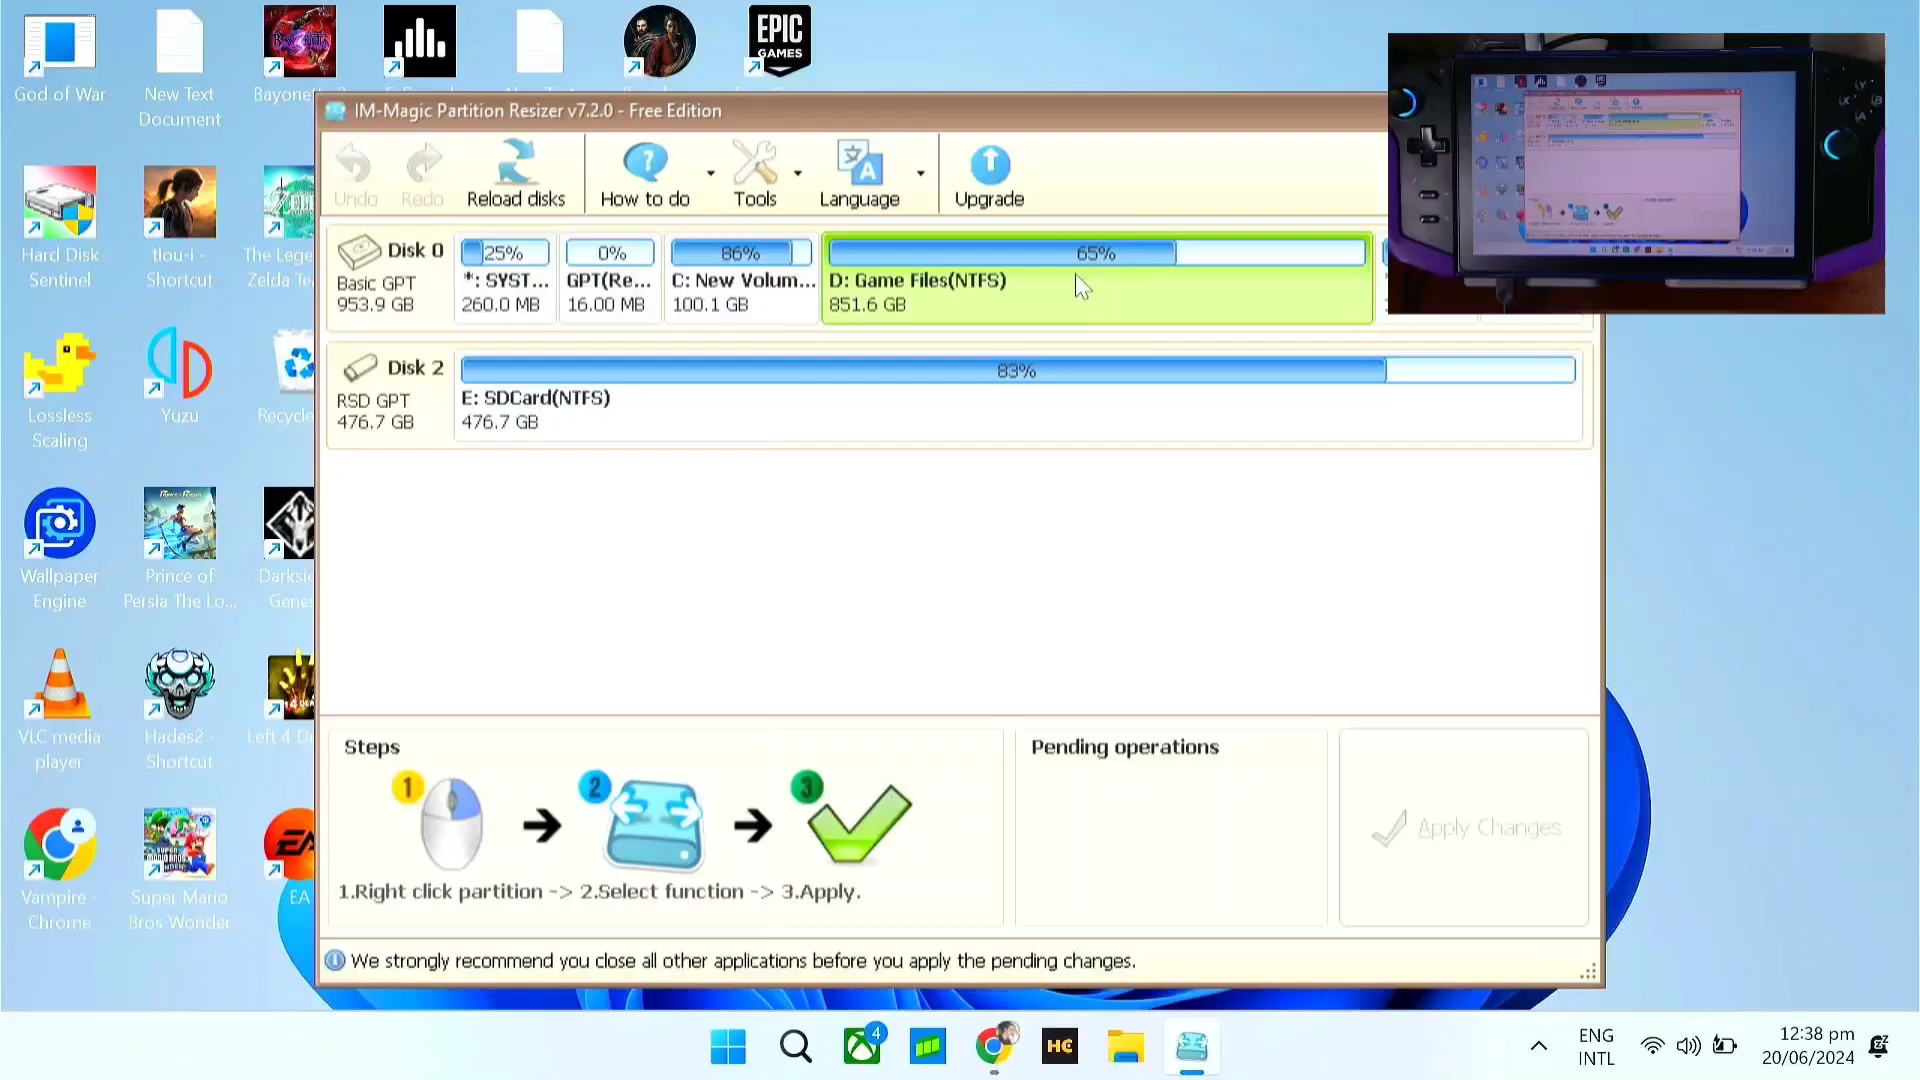 God of War
New Text
Document
EPIC
GAMES
IM-Magic Partition Resizer v7.2.0 - Free Edition
Undo
Redo
Reload disks
How to do
Tools
Language
Upgrade
Hard Disk
Sentinel
tlou-i -
Shortcut
The Lege
Zelda Te
Disk 0
Basic GPT
953.9 GB
25%
*: SYST...
260.0 MB
0%
GPT(Re...
16.00 MB
86%
C: New Volum...
100.1 GB
65%
D: Game Files(NTFS)
851.6 GB
Disk 2
RSD GPT
476.7 GB
83%
E: SDCard(NTFS)
476.7 GB
Lossless
Scaling
Yuzu
Recycle
Wallpaper
Engine
Prince of
Persia The Lo...
Darksi
Gene
VLC media
player
Hades2 -
Shortcut
Left 4 D
Vampire -
Chrome
Super Mario
Bros Wonder
EA
Steps
1
2
3
1.Right click partition -> 2.Select function -> 3.Apply.
Pending operations
Apply Changes
We strongly recommend you close all other applications before you apply the pending changes.
4
HC
ENG
INTL
12:38 pm
20/06/2024